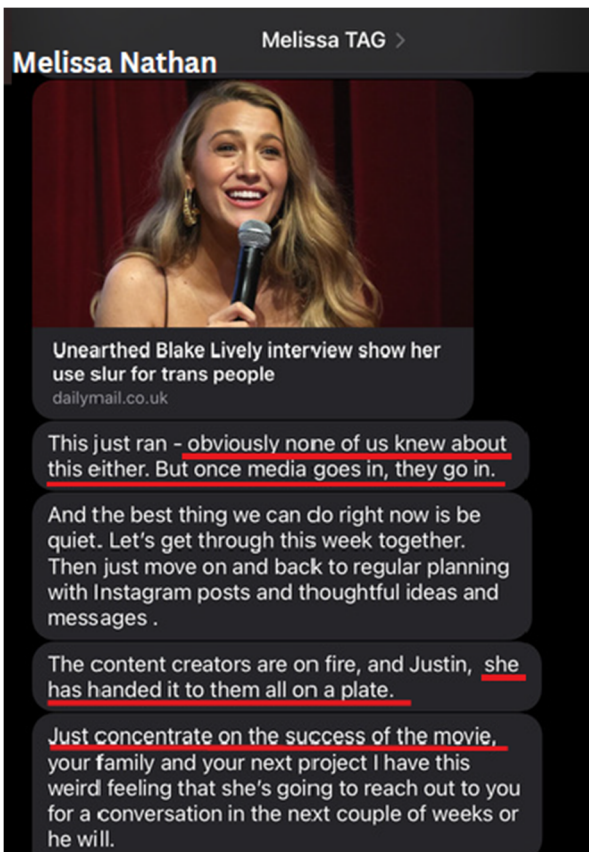 Melissa TAG >
Melissa Nathan
Unearthed Blake Lively interview show her
use slur for trans people
dailymail.co.uk
This just ran - obviously none of us knew about
this either. But once media goes in, they go in.
And the best thing we can do right now is be
quiet. Let's get through this week together.
Then just move on and back to regular planning
with Instagram posts and thoughtful ideas and
messages .
The content creators are on fire, and Justin, she
has handed it to them all on a plate.
Just concentrate on the success of the movie,
your family and your next project I have this
weird feeling that she's going to reach out to you
for a conversation in the next couple of weeks or
he will.